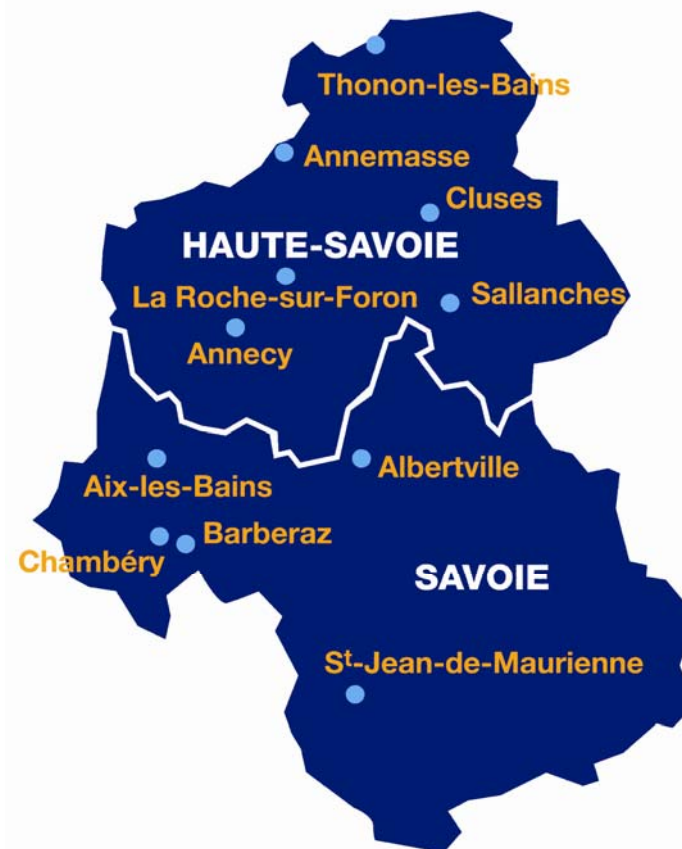 Thonon-les-Bains
Annemasse
Cluses
HAUTE-SAVOIE
La Roche-sur-Foron
Sallanches
Annecy
Aix-les-Bains
Albertville
Barberaz
Chambéry
SAVOIE
St-Jean-de-Maurienne